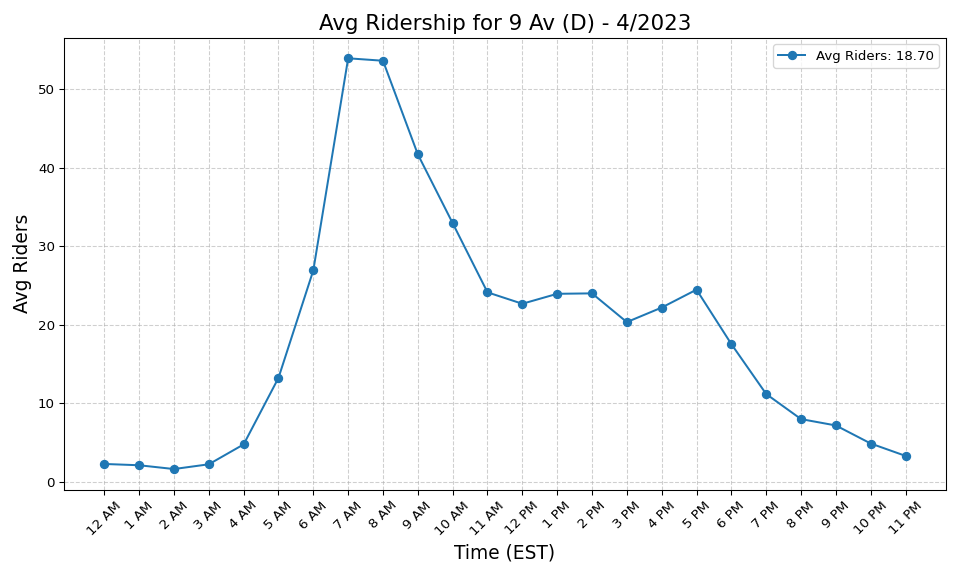 Avg Ridership for 9 Av (D) - 4/2023
Avg Riders: 18.70
Avg Riders
50
40
30
20
10
0
12 AM 1 AM 2 AM 3 AM 4 AM 5 AM 6 AM 7 AM 8 AM 9 AM 10 AM 11 AM 12 PM 1 PM 2 PM 3 PM 4 PM 5 PM 6 PM 7 PM 8 PM 9 PM 10 PM 11 PM
Time (EST)